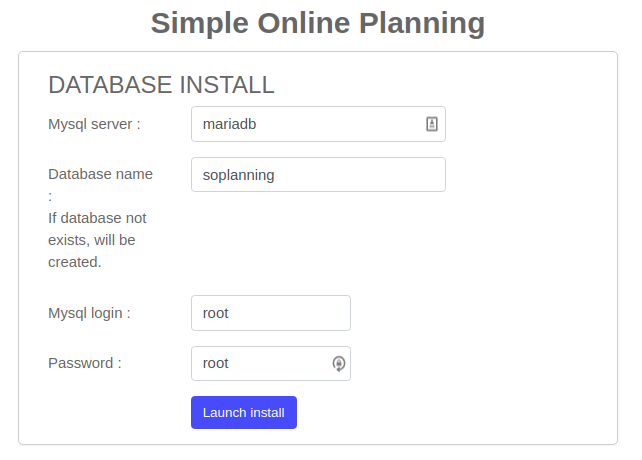 Simple Online Planning
DATABASE INSTALL
Mysql server :
mariadb
Database name
:
If database not
exists, will be
created.
soplanning
Mysql login :
root
Password :
root
Launch install